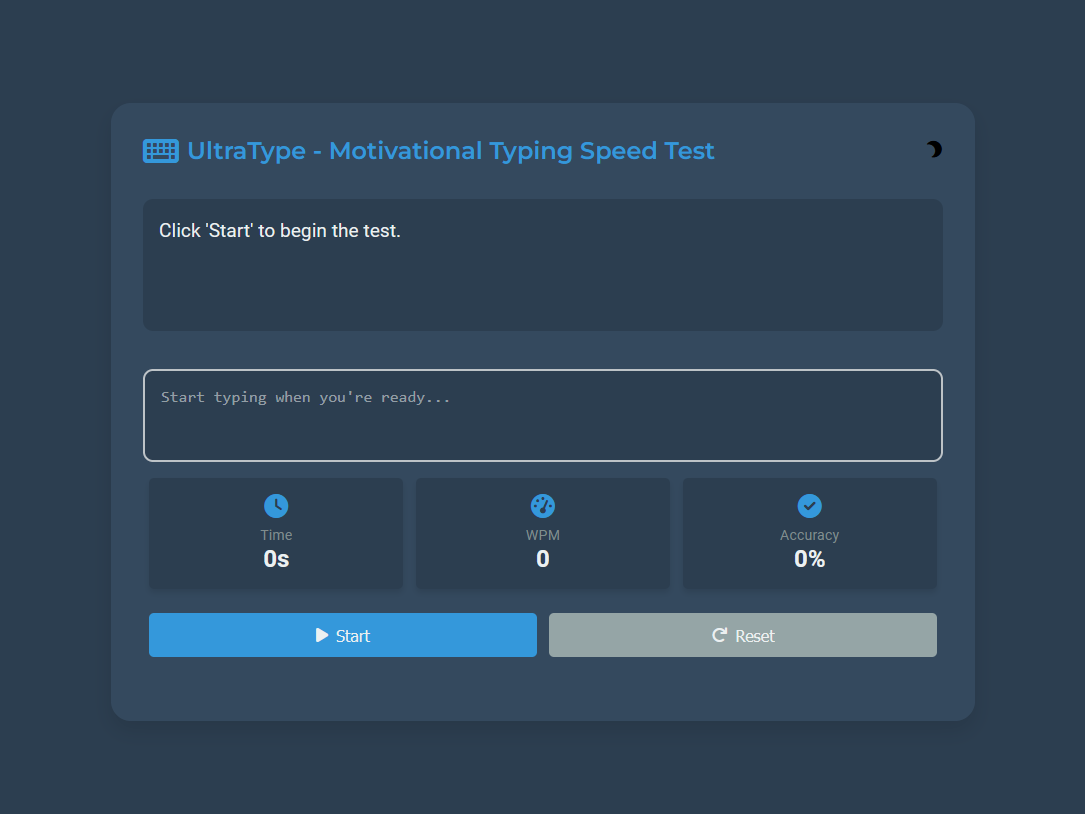 UltraType - Motivational Typing Speed Test
Click 'Start' to begin the test.
Start typing when you're ready...
Time
0s
WPM
0
Accuracy
0%
Start
Reset